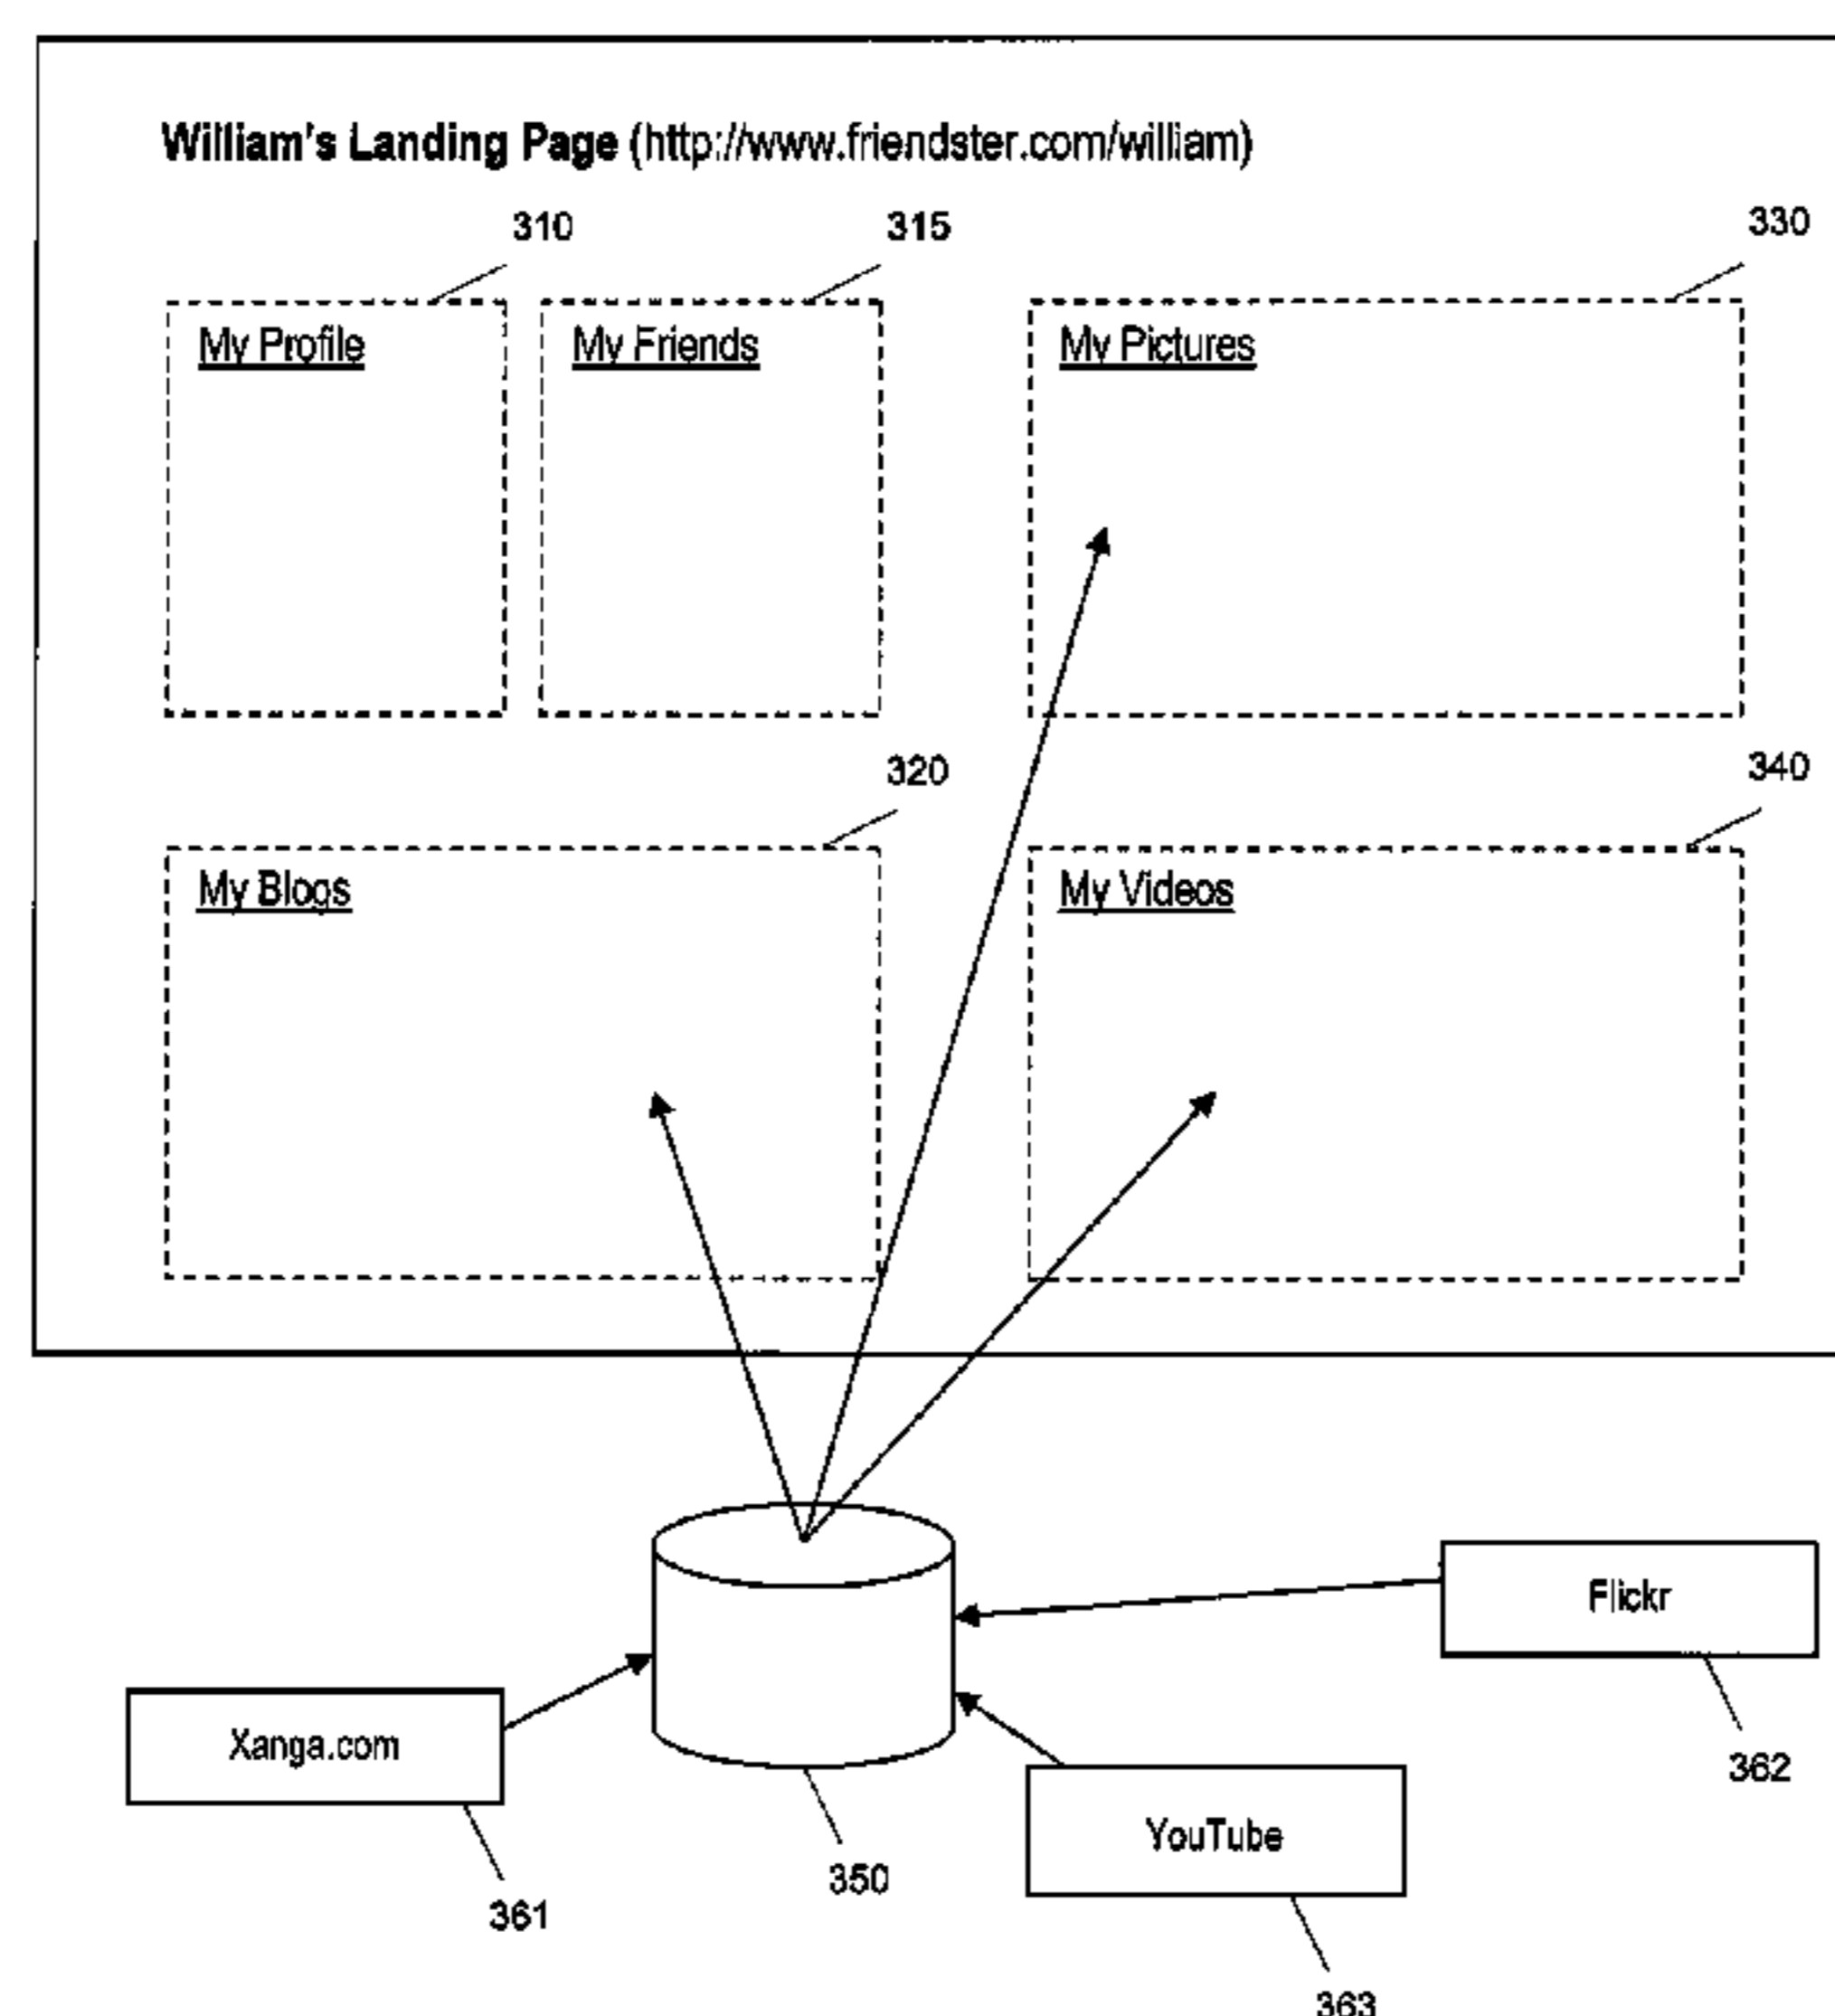 William's Landing Page (http://www.friendster.com/william)
310
315
330
My Profile
My Friends
My Pictures
320
340
My Blogs
My Videos
Flickr
Xanga.com
362
YouTube
350
361
363